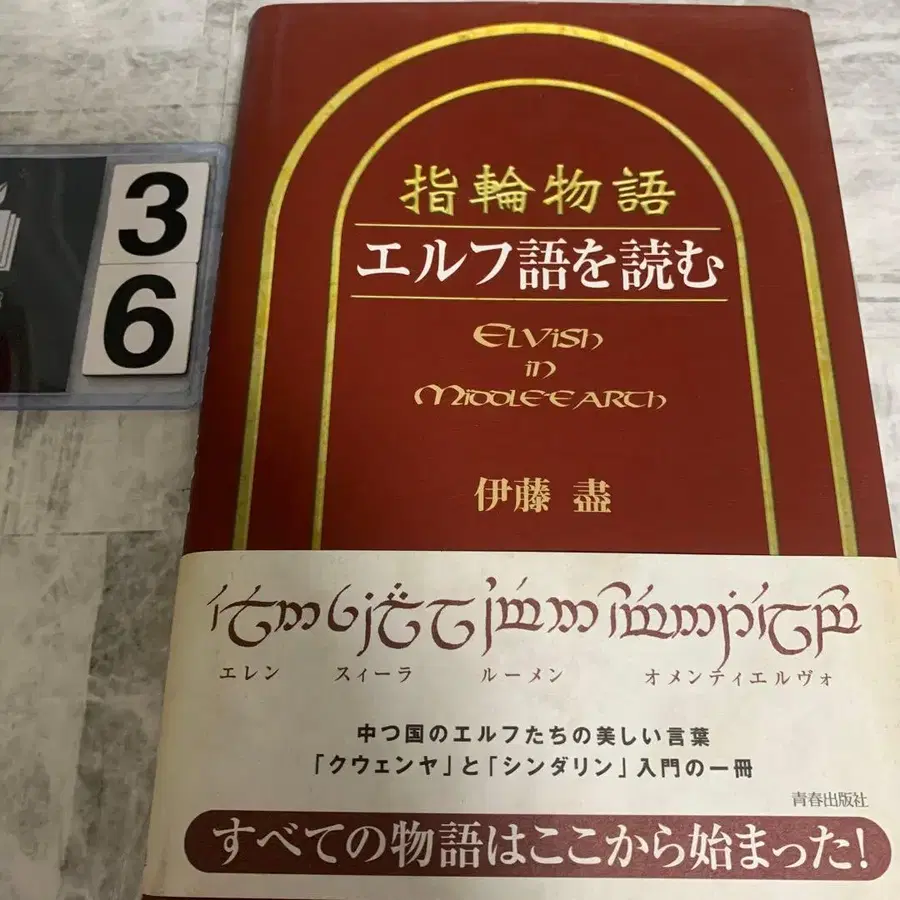 3
6
指輪物語
エルフ語を読む
ELVISH
IN
MIDDLE-EARTH
伊藤 盡
エレン スィーラ ルーメン オメンティエルヴォ
中つ国のエルフたちの美しい言葉
「クウェンヤ」と「シンダリン」入門の一冊
青春出版社
すべての物語はここから始まった!